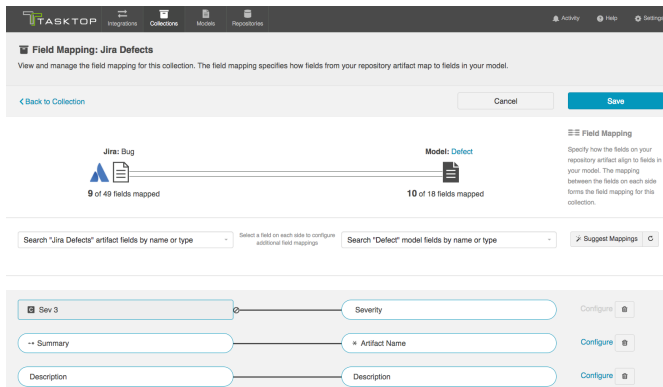 TASKTOP
Integrations
Collections
Models
Repositories
Activity
Help
Settings
Field Mapping: Jira Defects
View and manage the field mapping for this collection. The field mapping specifies how fields from your repository artifact map to fields in your model.
Back to Collection
Cancel
Save
Field Mapping
Specify how the fields on your
repository artifact align to fields in
your model. The mapping
between the fields on each side
forms the field mapping for this
collection.
Jira: Bug
Model: Defect
9 of 49 fields mapped
10 of 18 fields mapped
Search "Jira Defects" artifact fields by name or type
Select a field on each side to configure
additional field mappings
Search "Defect" model fields by name or type
Suggest Mappings
C Sev 3
Severity
Configure
Summary
* Artifact Name
Configure
Description
Description
Configure